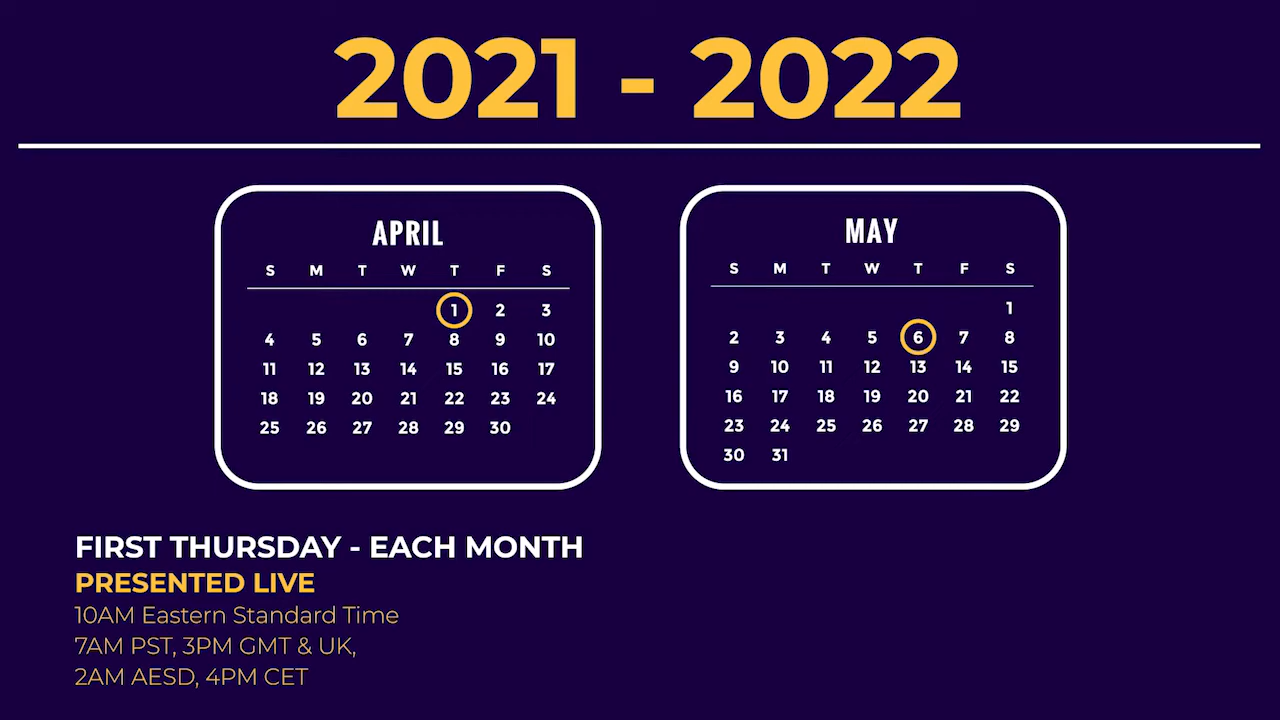 2021 - 2022
APRIL
S M T W T F S
1 2 3
4 5 6 7 8 9 10
11 12 13 14 15 16 17
18 19 20 21 22 23 24
25 26 27 28 29 30
MAY
S M T W T F S
1
2 3 4 5 6 7 8
9 10 11 12 13 14 15
16 17 18 19 20 21 22
23 24 25 26 27 28 29
30 31
FIRST THURSDAY - EACH MONTH
PRESENTED LIVE
10AM Eastern Standard Time
7AM PST, 3PM GMT & UK,
2AM AESD, 4PM CET